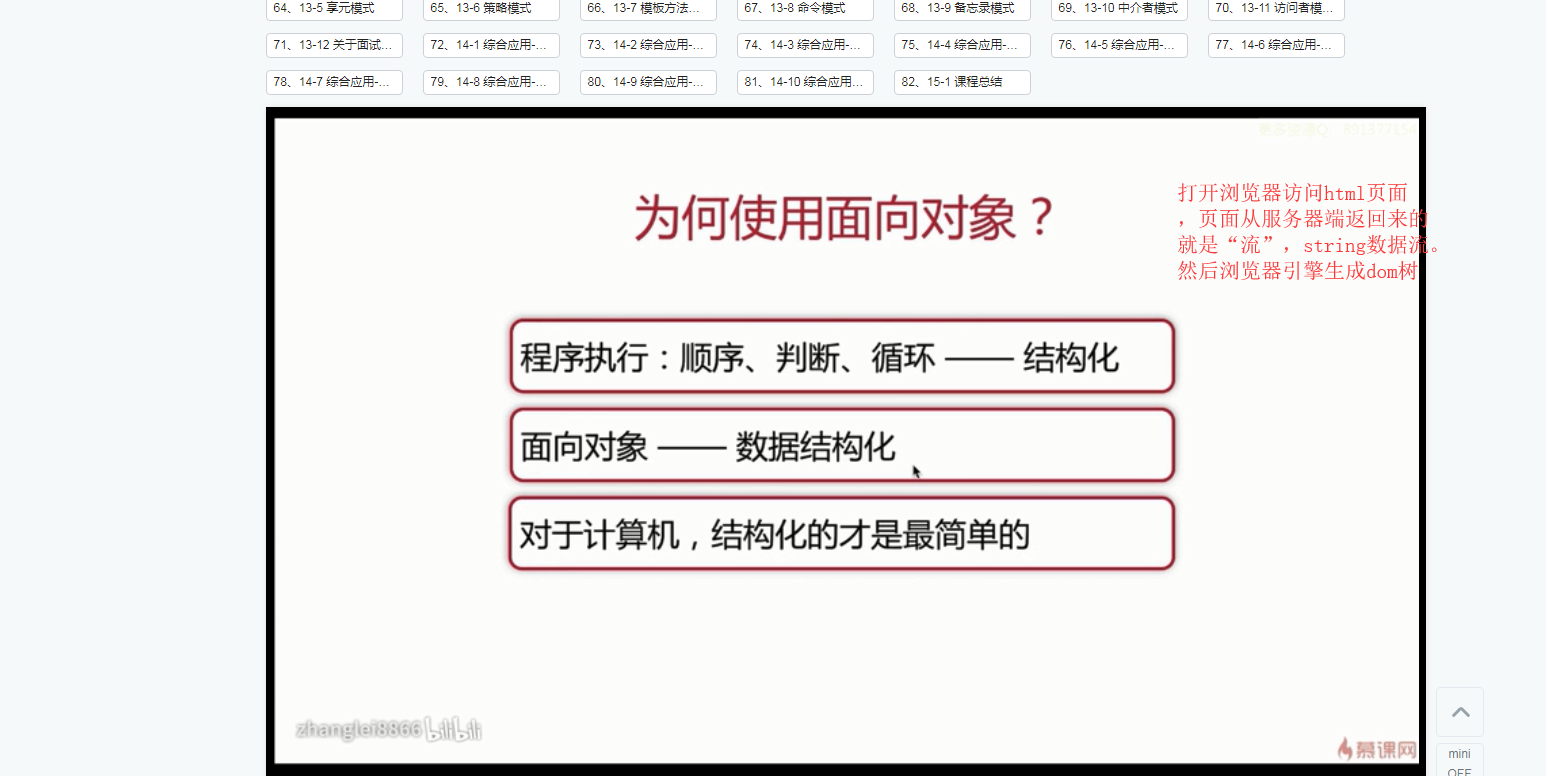 64、13-5 享元模式
65、13-6 策略模式
66、13-7 模板方法...
67、13-8 命令模式
68、13-9 备忘录模式
69、13-10 中介者模式
70、13-11 访问者模...
71、13-12 关于面试...
72、14-1 综合应用-...
73、14-2 综合应用-...
74、14-3 综合应用-...
75、14-4 综合应用-...
76、14-5 综合应用-...
77、14-6 综合应用-...
78、14-7 综合应用-...
79、14-8 综合应用-...
80、14-9 综合应用-...
81、14-10 综合应用...
82、15-1 课程总结
为何使用面向对象？
打开浏览器访问html页面
，页面从服务器端返回来的
就是“流”，string数据流。
然后浏览器引擎生成dom树
程序执行：顺序、判断、循环 —— 结构化
面向对象 —— 数据结构化
对于计算机，结构化的才是最简单的
zhanglei8866 bilibili
慕课网
mini
OFF